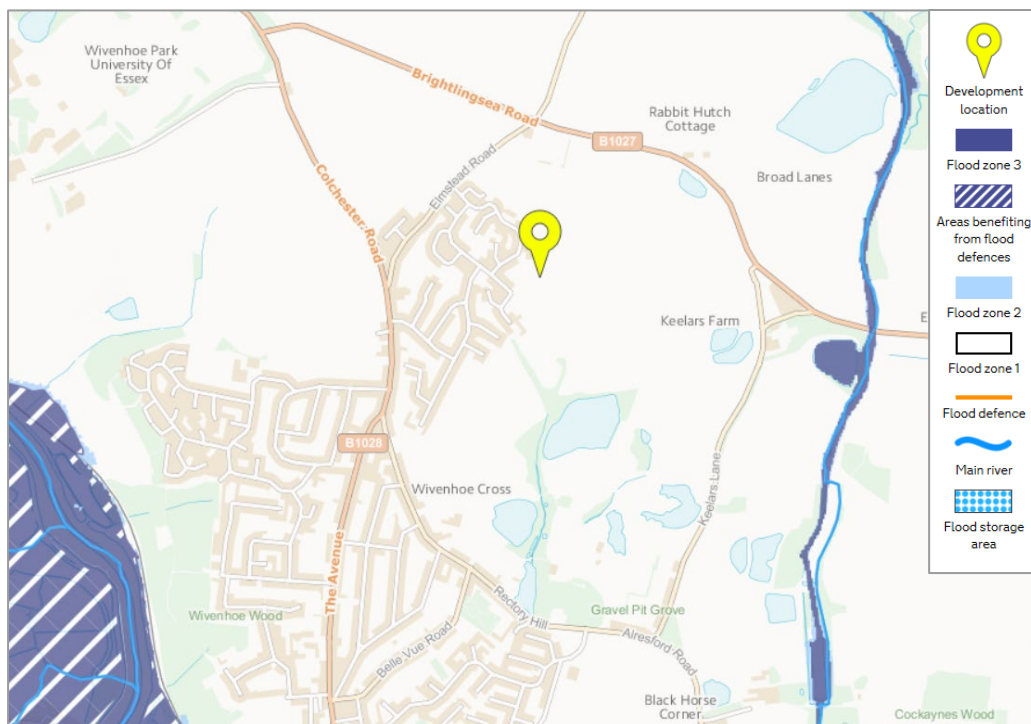 Wivenhoe Park
University Of
Essex
Brightlingsea Road
Rabbit Hutch
Cottage
B1027
Broad Lanes
Elmstead Road
Colchester Road
Keelars Farm
E
B1028
Wivenhoe Cross
Keelars Lane
The Avenue
Rectory Hill
Wivenhoe Wood
Gravel Pit Grove
Belle Vue Road
Alresford Road
Black Horse
Corner
Cockaynes Wood
Development
location
Flood zone 3
Areas benefiting
from flood
defences
Flood zone 2
Flood zone 1
Flood defence
Main river
Flood storage
area